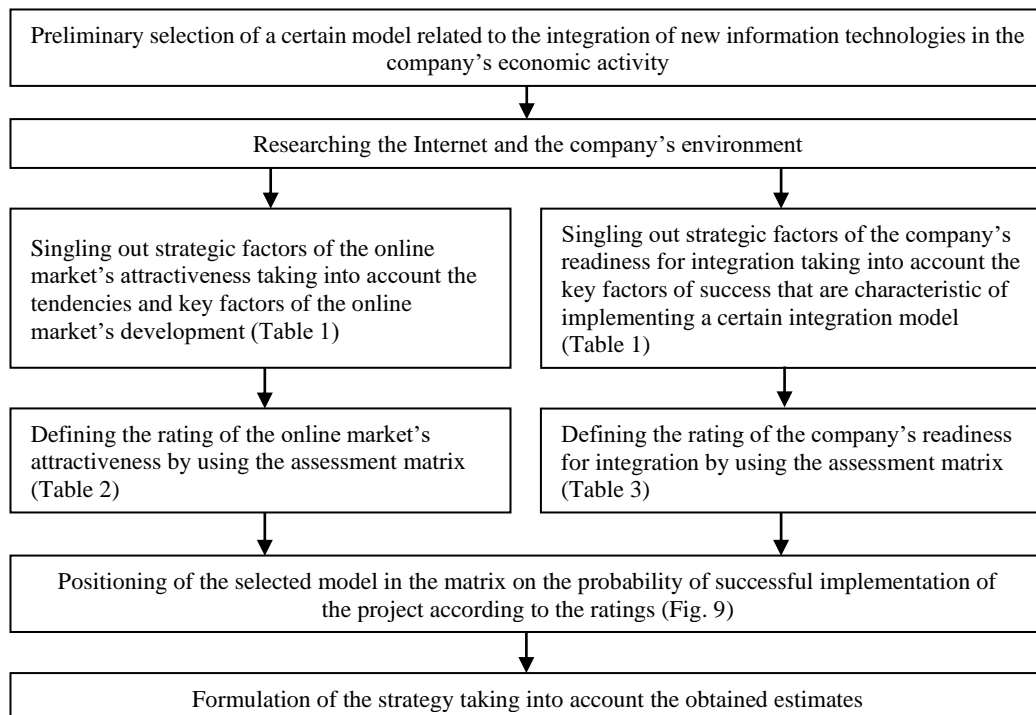 Preliminary selection of a certain model related to the integration of new information technologies in the
company’s economic activity
Researching the Internet and the company’s environment
Singling out strategic factors of the online
market’s attractiveness taking into account the
tendencies and key factors of the online
market’s development (Table 1)
Singling out strategic factors of the company’s
readiness for integration taking into account the
key factors of success that are characteristic of
implementing a certain integration model
(Table 1)
Defining the rating of the online market’s
attractiveness by using the assessment matrix
(Table 2)
Defining the rating of the company’s readiness
for integration by using the assessment matrix
(Table 3)
Positioning of the selected model in the matrix on the probability of successful implementation of
the project according to the ratings (Fig. 9)
Formulation of the strategy taking into account the obtained estimates